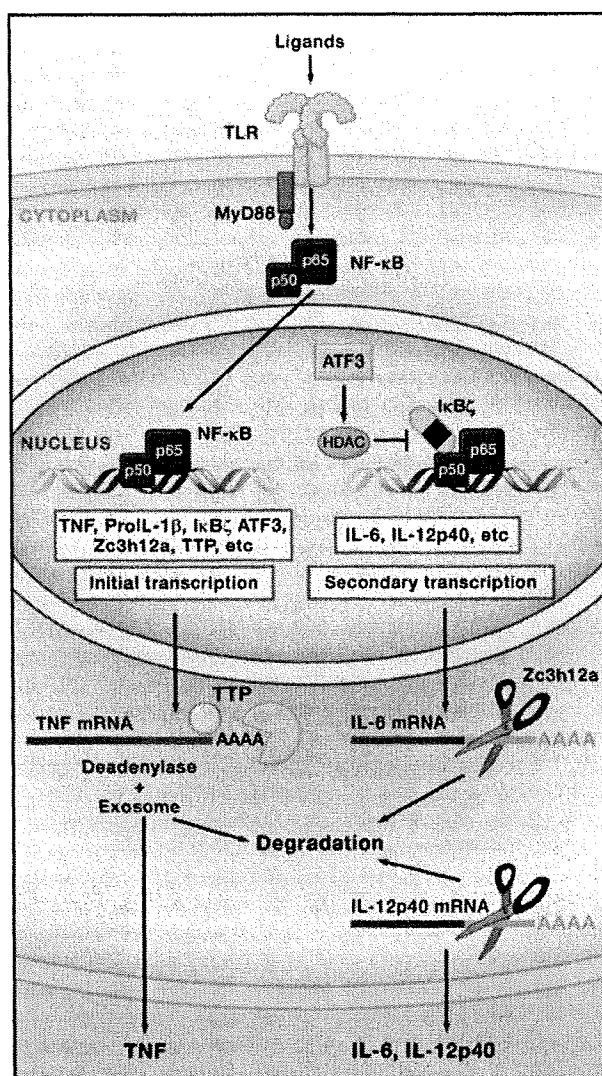 Ligands
TLR
CYTOPLASM
MyD88
p65
p50
NF-κB
ATF3
IκBζ
NUCLEUS
p65
p50
NF-κB
HDAC
p65
p50
TNF, ProIL-1β, IκBζ ATF3,
Zc3h12a, TTP, etc
IL-6, IL-12p40, etc
Initial transcription
Secondary transcription
Zc3h12a
TTP
TNF mRNA
AAAA
IL-6 mRNA
AAAA
Deadenylase
+
Exosome
Degradation
IL-12p40 mRNA
AAAA
TNF
IL-6, IL-12p40